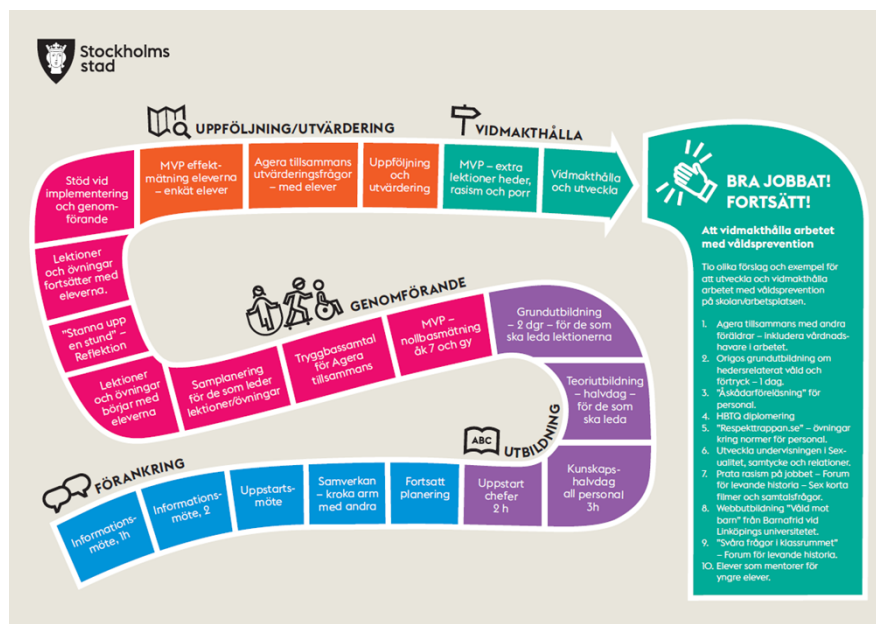 Stockholms
stad
FÖRANKRING
Informations-
möte, 1h
Informations-
möte, 2
Uppstarts-
möte
Samverkan
– kroka arm
med andra
Fortsatt
planering
ABC
UTBILDNING
Uppstart
chefer
2 h
Kunskaps-
halvdag
all personal
3h
Teoriutbildning
– halvdag –
för de som
ska leda
Grundutbildning
– 2 dgr – för de som
ska leda lektionerna
GENOMFÖRANDE
MVP –
nollbasmätning
åk 7 och gy
Tryggbassamtal
för Agera
tillsammans
Samplanering
för de som leder
lektioner/övningar
Lektioner
och övningar
börjar med
eleverna
"Stanna upp
en stund" –
Reflektion
Lektioner
och övningar
fortsätter med
eleverna.
Stöd vid
implementering
och genom-
förande
UPPFÖLJNING/UTVÄRDERING
MVP effekt-
mätning eleverna
– enkät elever
Agera tillsammans
utvärderingsfrågor
– med elever
Uppföljning
och
utvärdering
VIDMAKTHÅLLA
MVP – extra
lektioner heder,
rasism och porr
Vidmakthålla
och utveckla
BRA JOBBAT!
FORTSÄTT!
Att vidmakthålla arbetet
med våldsprevention
Tio olika förslag och exempel för
att utveckla och vidmakthålla
arbetet med våldsprevention
på skolan/arbetsplatsen.
1. Agera tillsammans med andra
föräldrar – inkludera vårdnads-
havare i arbetet.
2. Origos grundutbildning om
hedersrelaterat våld och
förtryck – 1 dag.
3. "Åskådarföreläsning" för
personal.
4. HBTQ diplomering
5. "Respekttrappan.se" – övningar
kring normer för personal.
6. Utveckla undervisningen i Sex-
ualitet, samtycke och relationer.
7. Prata rasism på jobbet – Forum
för levande historia – Sex korta
filmer och samtalsfrågor.
8. Webbutbildning "Våld mot
barn" från Barnafrid vid
Linköpings universitetet.
9. "Svåra frågor i klassrummet"
– Forum för levande historia.
10. Elever som mentorer för
yngre elever.